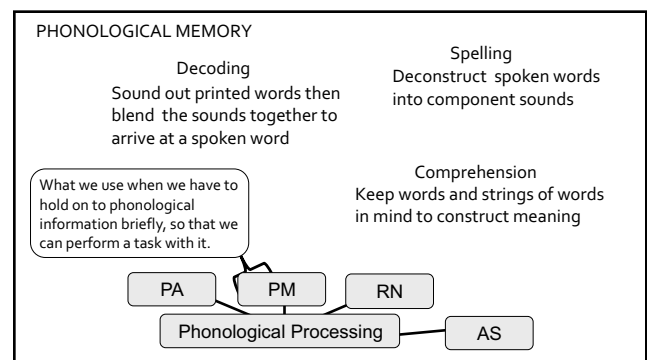 PHONOLOGICAL MEMORY
Decoding
Sound out printed words then
blend the sounds together to
arrive at a spoken word
Spelling
Deconstruct spoken words
into component sounds
Comprehension
Keep words and strings of words
in mind to construct meaning
What we use when we have to
hold on to phonological
information briefly, so that we
can perform a task with it.
PA
PM
RN
Phonological Processing
AS